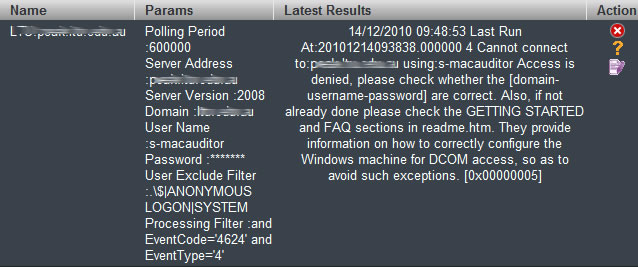 Name Params Latest Results Action
Polling Period
:600000
Server Address
Server Version :2008
Domain :
User Name
:s-macauditor
Password :*******
User Exclude Filter
:.\$|ANONYMOUS
LOGON|SYSTEM
Processing Filter :and
EventCode='4624' and
EventType='4'
14/12/2010 09:48:53 Last Run
At:20101214093838.000000 4 Cannot connect
to: using:s-macauditor Access is
denied, please check whether the [domain-
username-password] are correct. Also, if not
already done please check the GETTING STARTED
and FAQ sections in readme.htm. They provide
information on how to correctly configure the
Windows machine for DCOM access, so as to
avoid such exceptions. [0x00000005]